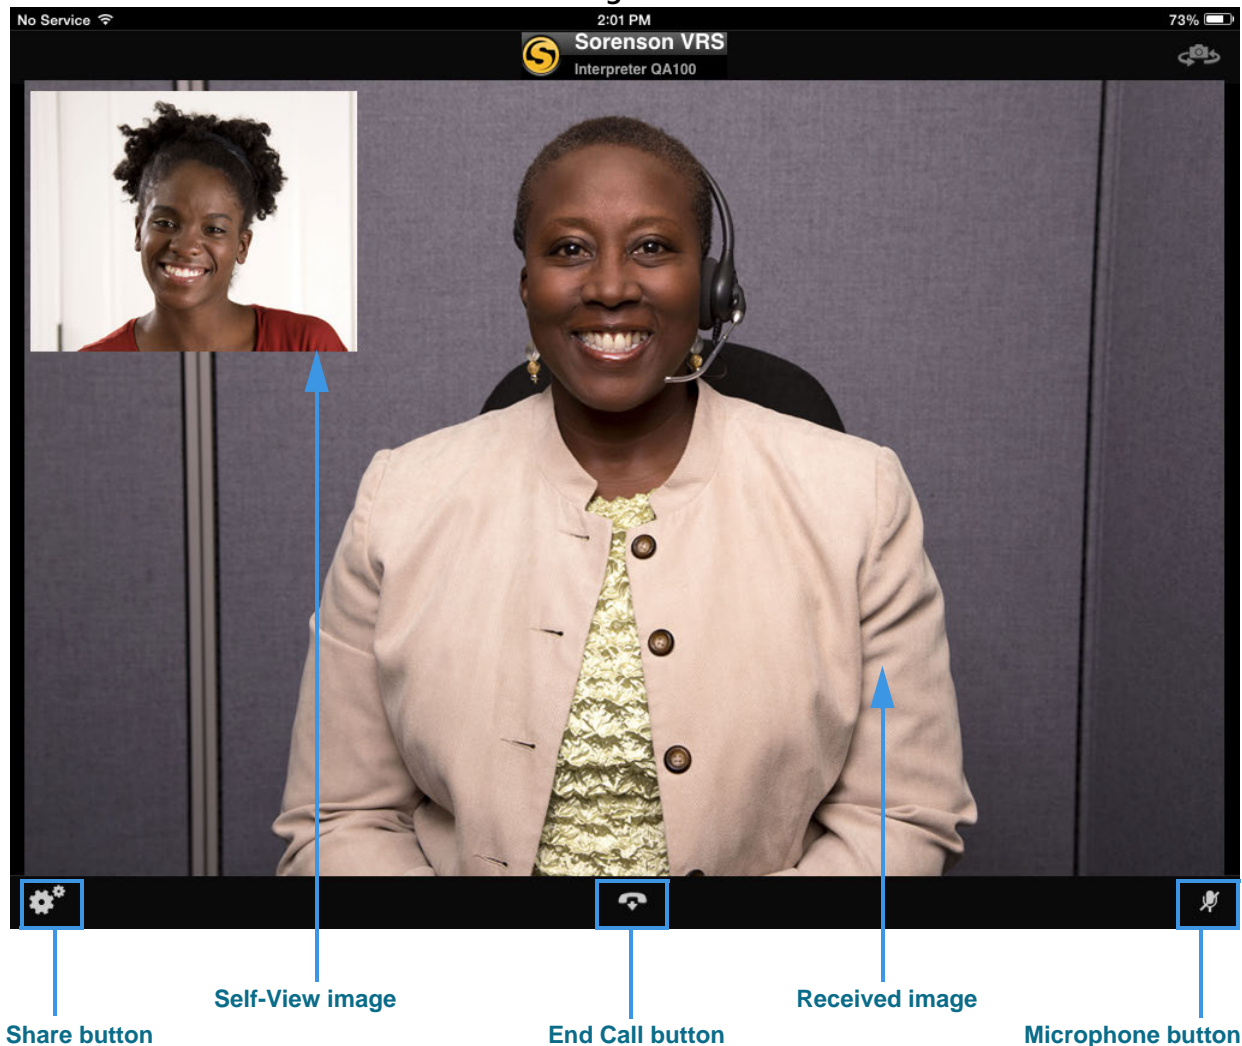 No Service 2:01 PM 73%
Sorenson VRS
Interpreter QA100
Self-View image Received image
Share button End Call button Microphone button